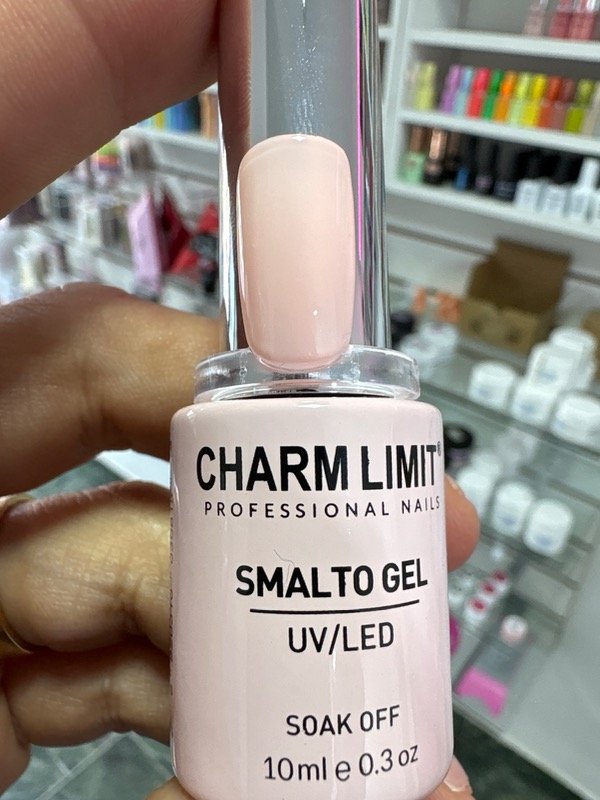 CHARM LIMIT®
PROFESSIONAL NAILS
SMALTO GEL
UV/LED
SOAK OFF
10ml e 0.3 oz